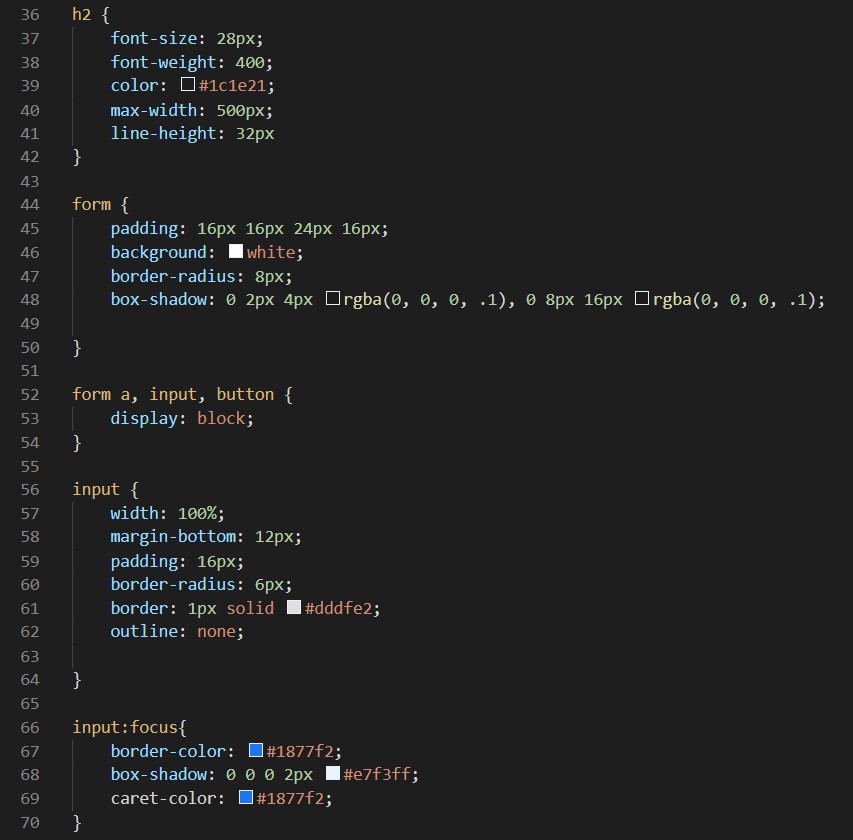 36 h2 {
37     font-size: 28px;
38     font-weight: 400;
39     color: #1c1e21;
40     max-width: 500px;
41     line-height: 32px
42 }
43
44 form {
45     padding: 16px 16px 24px 16px;
46     background: white;
47     border-radius: 8px;
48     box-shadow: 0 2px 4px rgba(0, 0, 0, .1), 0 8px 16px rgba(0, 0, 0, .1);
49
50 }
51
52 form a, input, button {
53     display: block;
54 }
55
56 input {
57     width: 100%;
58     margin-bottom: 12px;
59     padding: 16px;
60     border-radius: 6px;
61     border: 1px solid #dddfe2;
62     outline: none;
63
64 }
65
66 input:focus{
67     border-color: #1877f2;
68     box-shadow: 0 0 0 2px #e7f3ff;
69     caret-color: #1877f2;
70 }